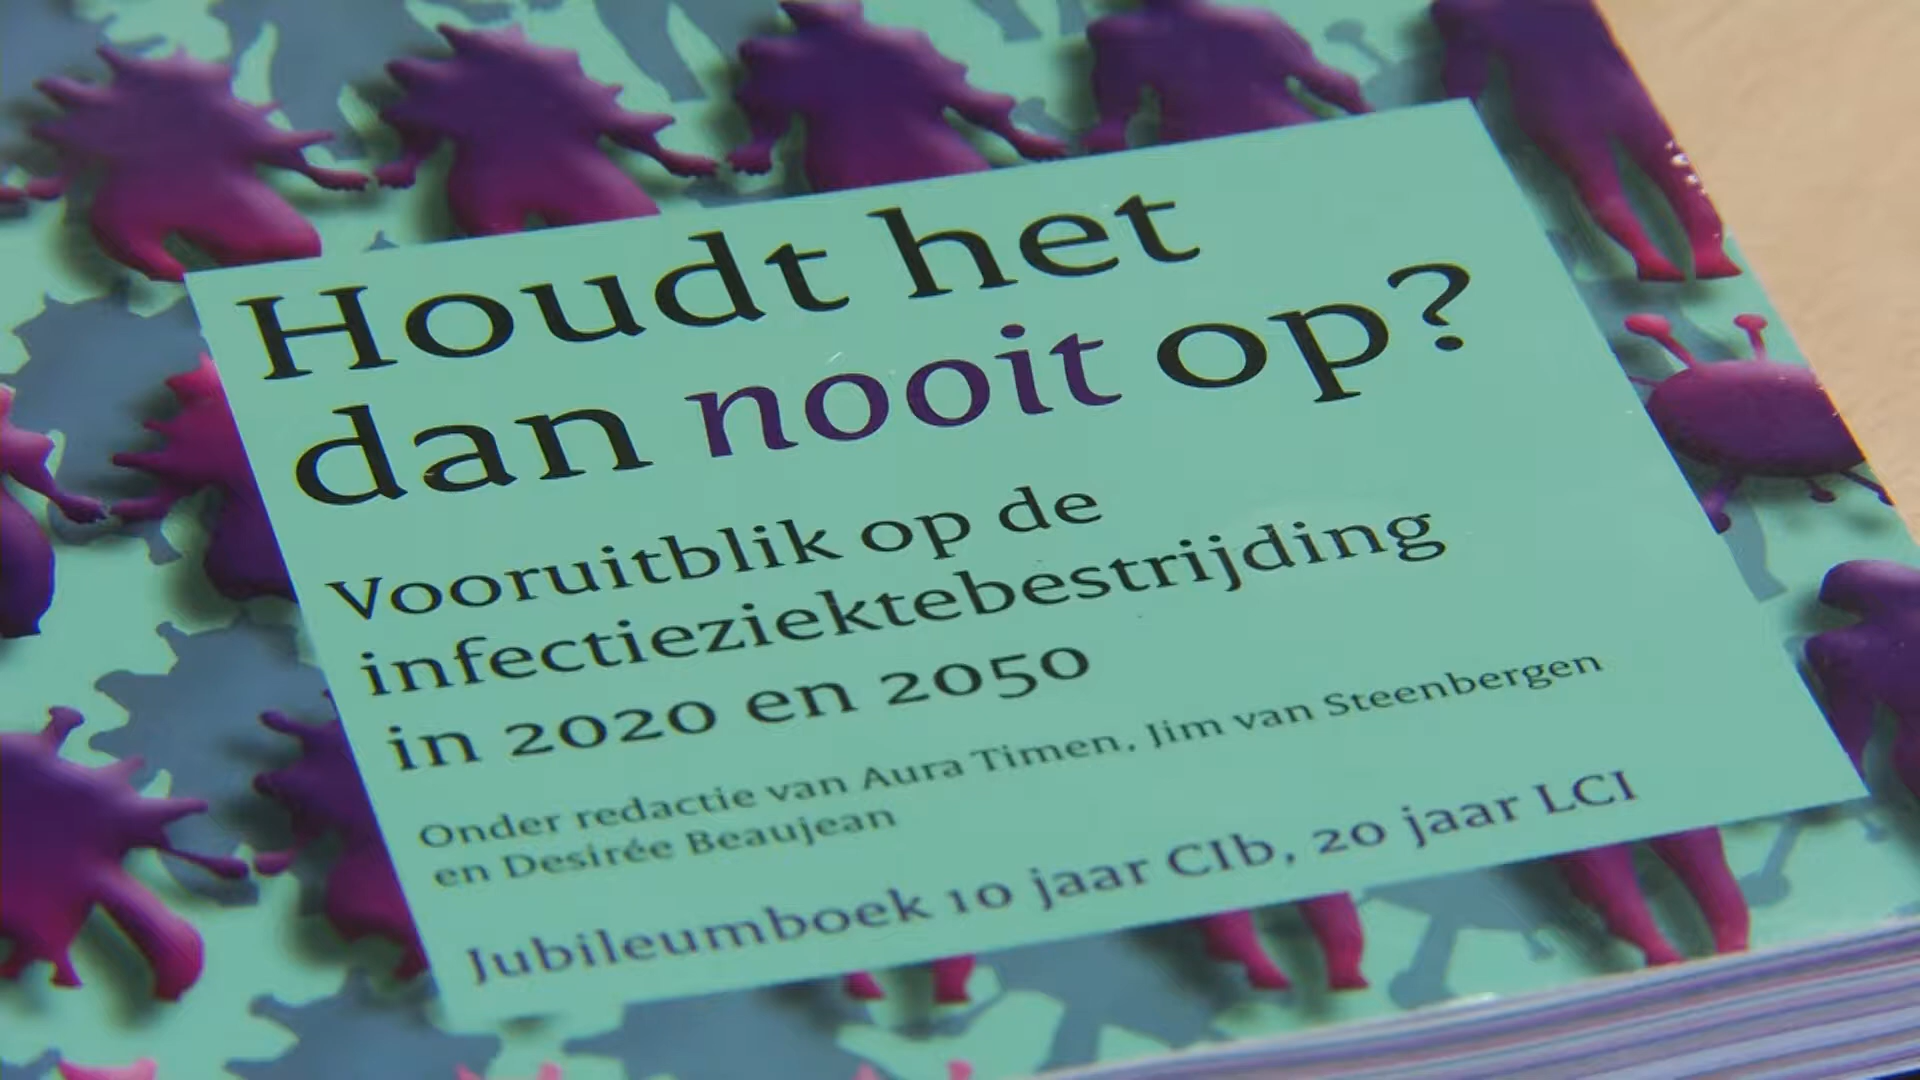 Houdt het
dan nooit op?
Vooruitblik op de
infectieziektebestrijding
in 2020 en 2050
Onder redactie van Aura Timen, Jim van Steenbergen
en Desirée Beaujean
Jubileumboek 10 jaar CIb, 20 jaar LCI